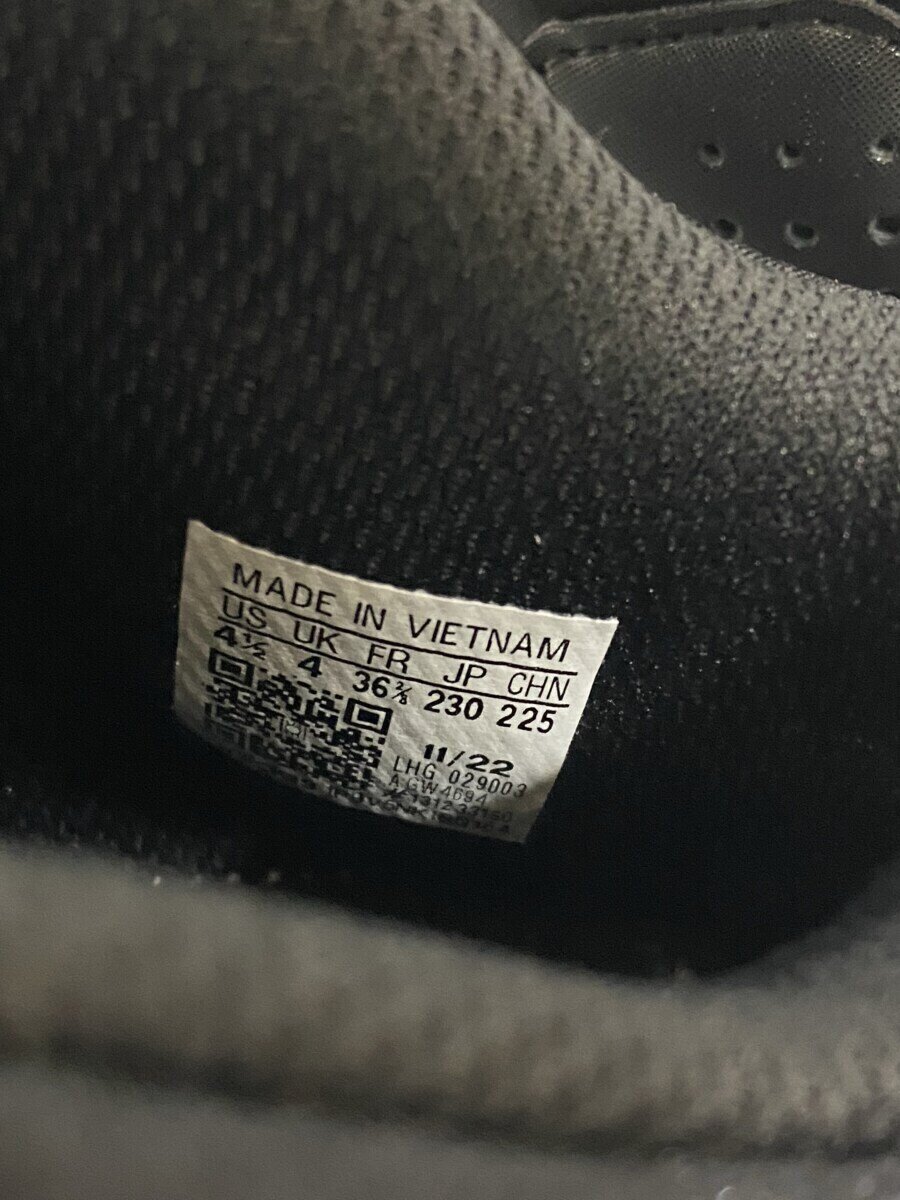 MADE IN VIETNAM
US UK FR JP CHN
4½ 4 36⅔ 230 225
11/22
LHG 029003